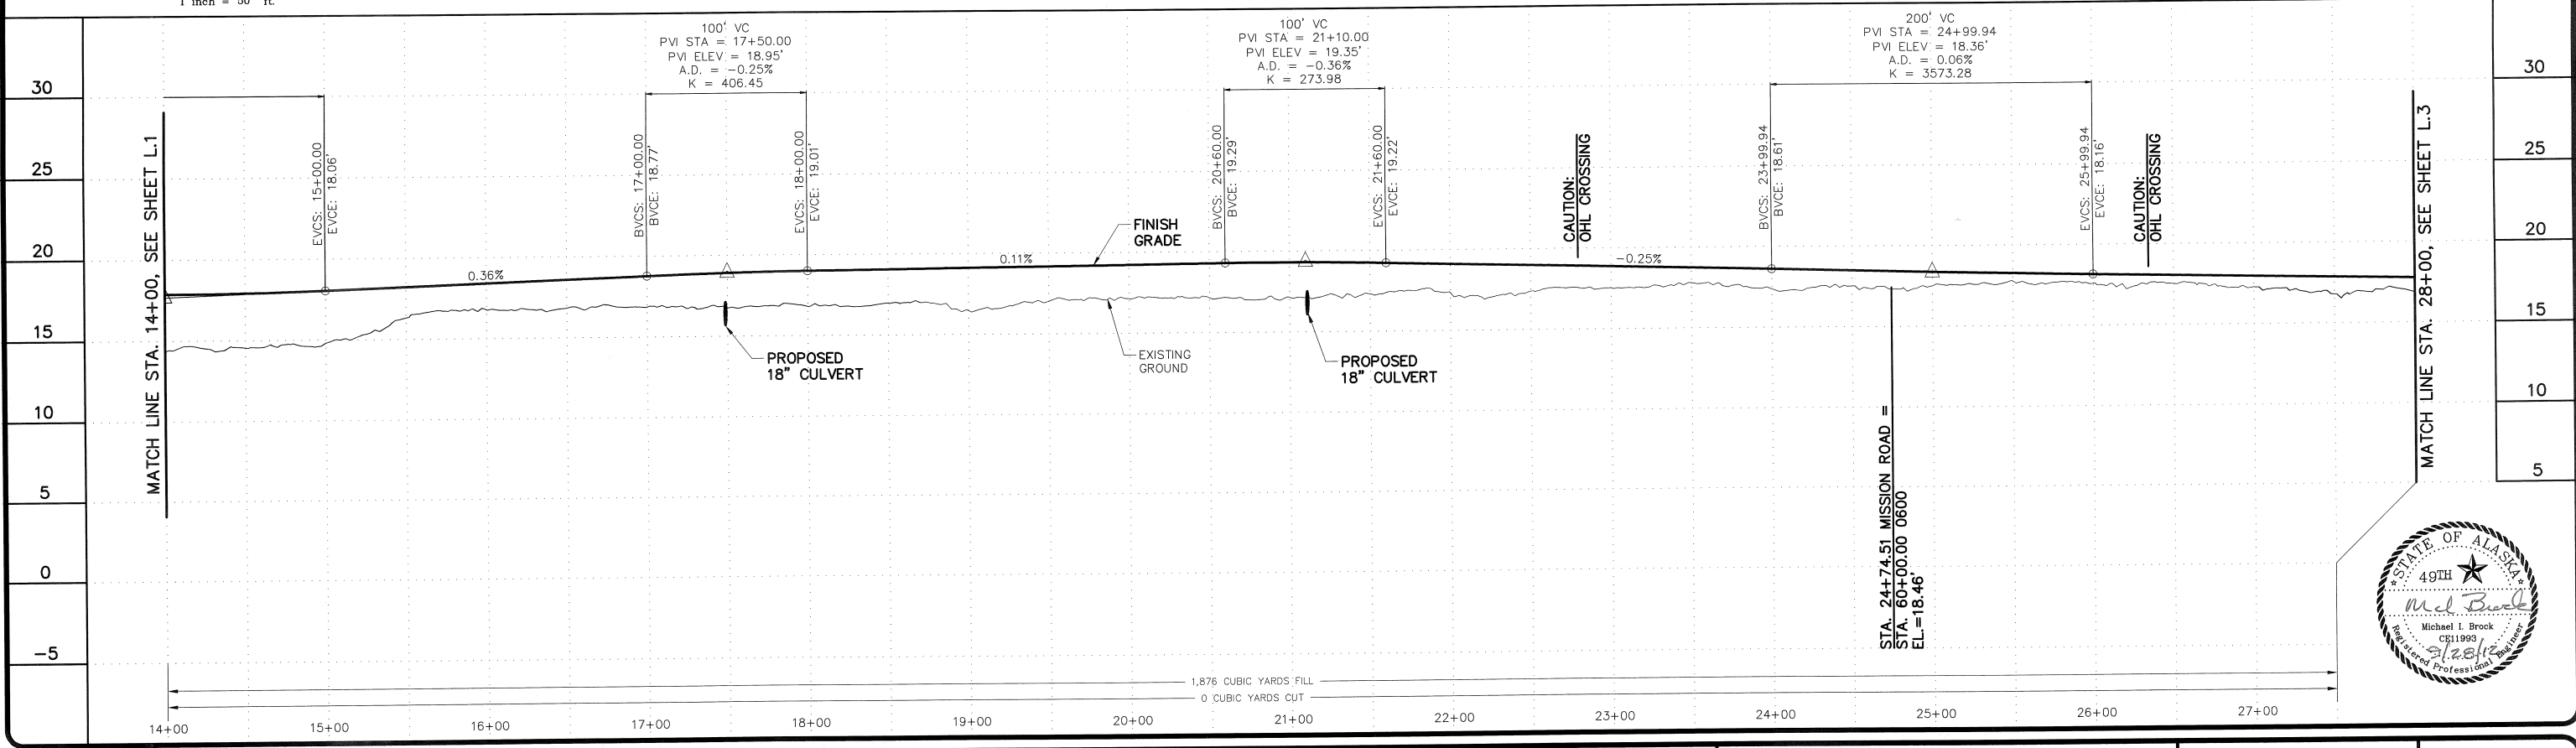 1 inch = 50 ft.
100' VC
PVI STA = 17+50.00
PVI ELEV = 18.95'
A.D. = -0.25%
K = 406.45
100' VC
PVI STA = 21+10.00
PVI ELEV = 19.35'
A.D. = -0.36%
K = 273.98
200' VC
PVI STA = 24+99.94
PVI ELEV = 18.36'
A.D. = 0.06%
K = 3573.28
30
25
20
15
10
5
0
-5
MATCH LINE STA. 14+00, SEE SHEET L.1
EVCS: 15+00.00
EVCE: 18.06'
BVCS: 17+00.00
BVCE: 18.77'
EVCS: 18+00.00
EVCE: 19.01'
BVCS: 20+60.00
BVCE: 19.29'
EVCS: 21+60.00
EVCE: 19.22'
CAUTION:
OHL CROSSING
BVCS: 23+99.94
BVCE: 18.61'
EVCS: 25+99.94
EVCE: 18.16'
CAUTION:
OHL CROSSING
MATCH LINE STA. 28+00, SEE SHEET L.3
30
25
20
15
10
5
0.36%
0.11%
FINISH
GRADE
-0.25%
PROPOSED
18" CULVERT
EXISTING
GROUND
PROPOSED
18" CULVERT
STA. 24+74.51 MISSION ROAD =
STA. 60+00.00 06000
EL.=18.46'
1,876 CUBIC YARDS FILL
0 CUBIC YARDS CUT
14+00
15+00
16+00
17+00
18+00
19+00
20+00
21+00
22+00
23+00
24+00
25+00
26+00
27+00
STATE OF ALASKA
49TH
Michael I. Brock
CE11993
Registered Professional Engineer